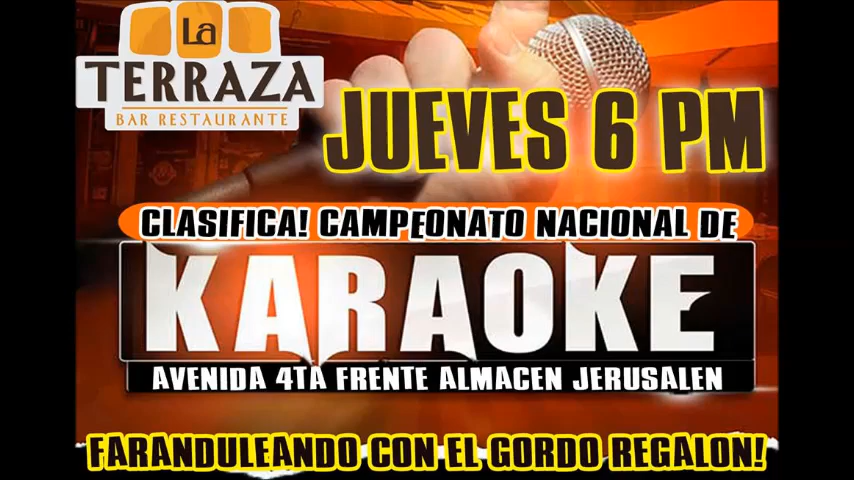 La
TERRAZA
BAR RESTAURANTE
JUEVES 6 PM
CLASIFICA! CAMPEONATO NACIONAL DE
KARAOKE
AVENIDA 4TA FRENTE ALMACEN JERUSALEN
FARANDULEANDO CON EL GORDO REGALON!